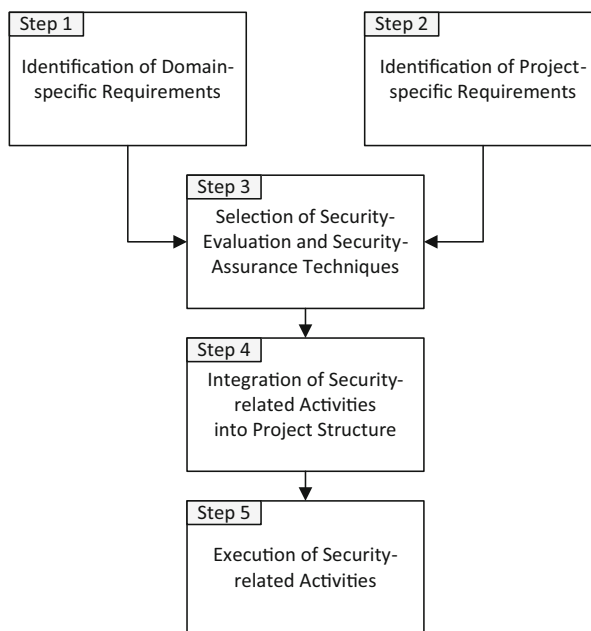 Step 1
Identification of Domain-
specific Requirements
Step 2
Identification of Project-
specific Requirements
Step 3
Selection of Security-
Evaluation and Security-
Assurance Techniques
Step 4
Integration of Security-
related Activities
into Project Structure
Step 5
Execution of Security-
related Activities